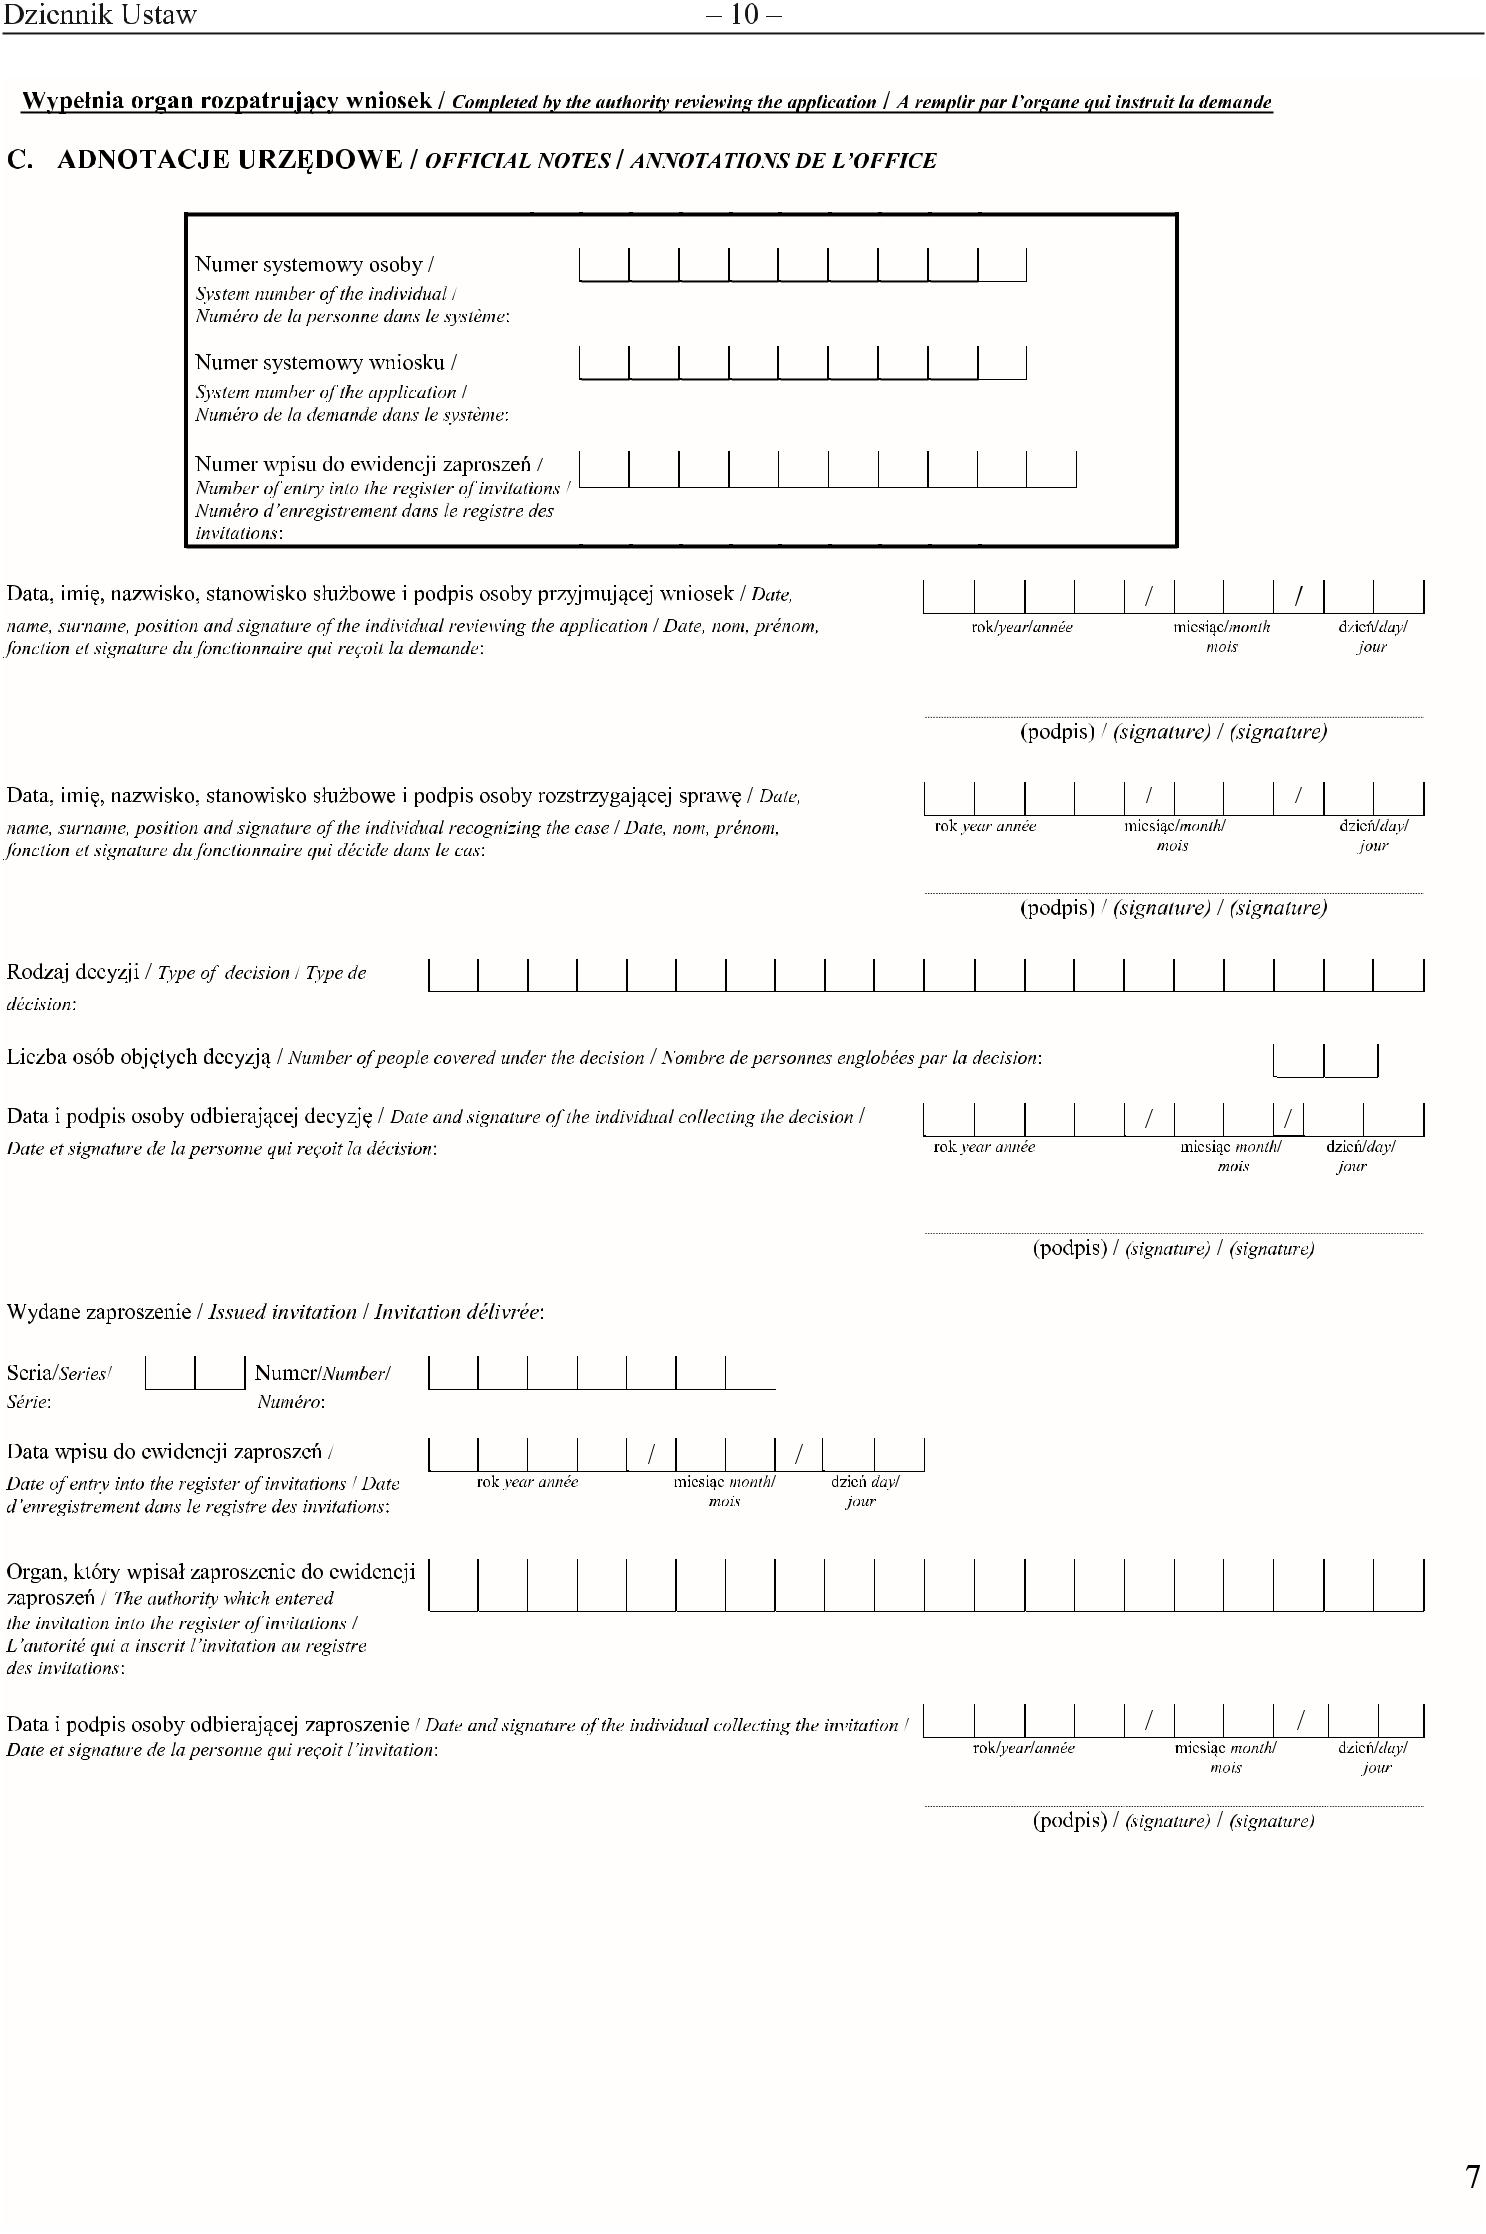 Dziennik Ustaw – 10 –
Wypełnia organ rozpatrujący wniosek / Completed by the authority reviewing the application / A remplir par l’organe qui instruit la demande
C. ADNOTACJE URZĘDOWE / OFFICIAL NOTES / ANNOTATIONS DE L’OFFICE
Numer systemowy osoby /
System number of the individual /
Numéro de la personne dans le système:
Numer systemowy wniosku /
System number of the application /
Numéro de la demande dans le système:
Numer wpisu do ewidencji zaproszeń /
Number of entry into the register of invitations /
Numéro d’enregistrement dans le registre des
invitations:
Data, imię, nazwisko, stanowisko służbowe i podpis osoby przyjmującej wniosek / Date, / /
name, surname, position and signature of the individual reviewing the application / Date, nom, prénom, rok/year/année miesiąc/month dzień/day/
fonction et signature du fonctionnaire qui reçoit la demande: mois jour
(podpis) / (signature) / (signature)
Data, imię, nazwisko, stanowisko służbowe i podpis osoby rozstrzygającej sprawę / Date, / /
name, surname, position and signature of the individual recognizing the case / Date, nom, prénom, rok year année miesiąc/month/ dzień/day/
fonction et signature du fonctionnaire qui décide dans le cas: mois jour
(podpis) / (signature) / (signature)
Rodzaj decyzji / Type of decision / Type de
décision:
Liczba osób objętych decyzją / Number of people covered under the decision / Nombre de personnes englobées par la decision:
Data i podpis osoby odbierającej decyzję / Date and signature of the individual collecting the decision / / /
Date et signature de la personne qui reçoit la décision: rok year année miesiąc month/ dzień/day/
mois jour
(podpis) / (signature) / (signature)
Wydane zaproszenie / Issued invitation / Invitation délivrée:
Seria/Series/ Numer/Number/
Série: Numéro:
Data wpisu do ewidencji zaproszeń / / /
Date of entry into the register of invitations / Date rok year année miesiąc month/ dzień day/
d’enregistrement dans le registre des invitations: mois jour
Organ, który wpisał zaproszenie do ewidencji
zaproszeń / The authority which entered
the invitation into the register of invitations /
L’autorité qui a inscrit l’invitation au registre
des invitations:
Data i podpis osoby odbierającej zaproszenie / Date and signature of the individual collecting the invitation / / /
Date et signature de la personne qui reçoit l’invitation: rok/year/année miesiąc month/ dzień/day/
mois jour
(podpis) / (signature) / (signature)
7